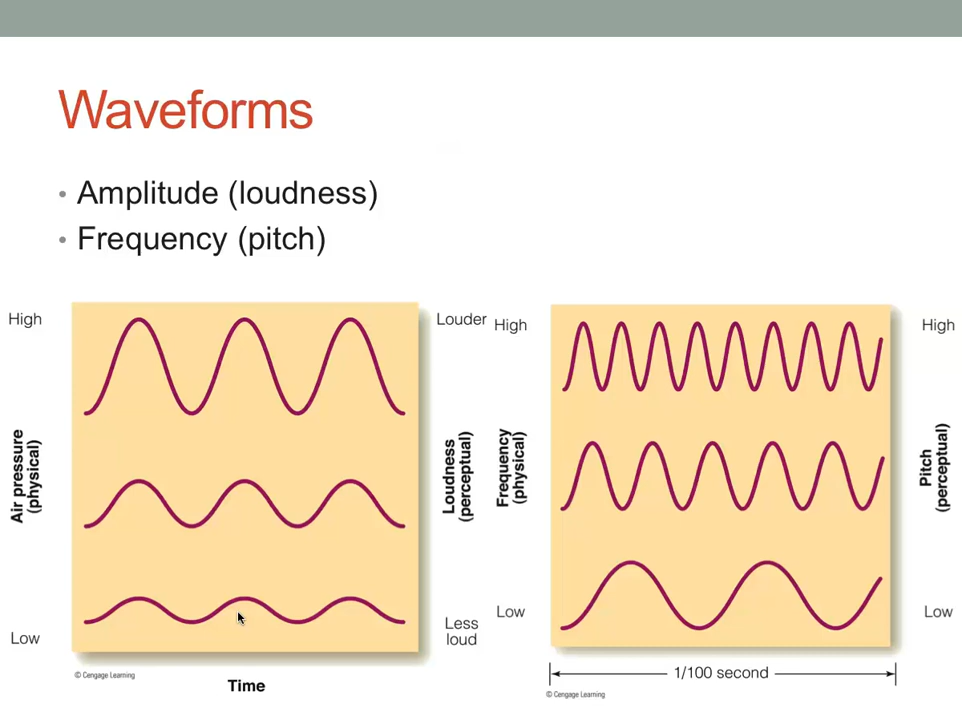 Waveforms
• Amplitude (loudness)
• Frequency (pitch)
High
Air pressure
(physical)
Low
Louder
Loudness
(perceptual)
Less
loud
© Cengage Learning
Time
High
Frequency
(physical)
Low
High
Pitch
(perceptual)
Low
1/100 second
© Cengage Learning